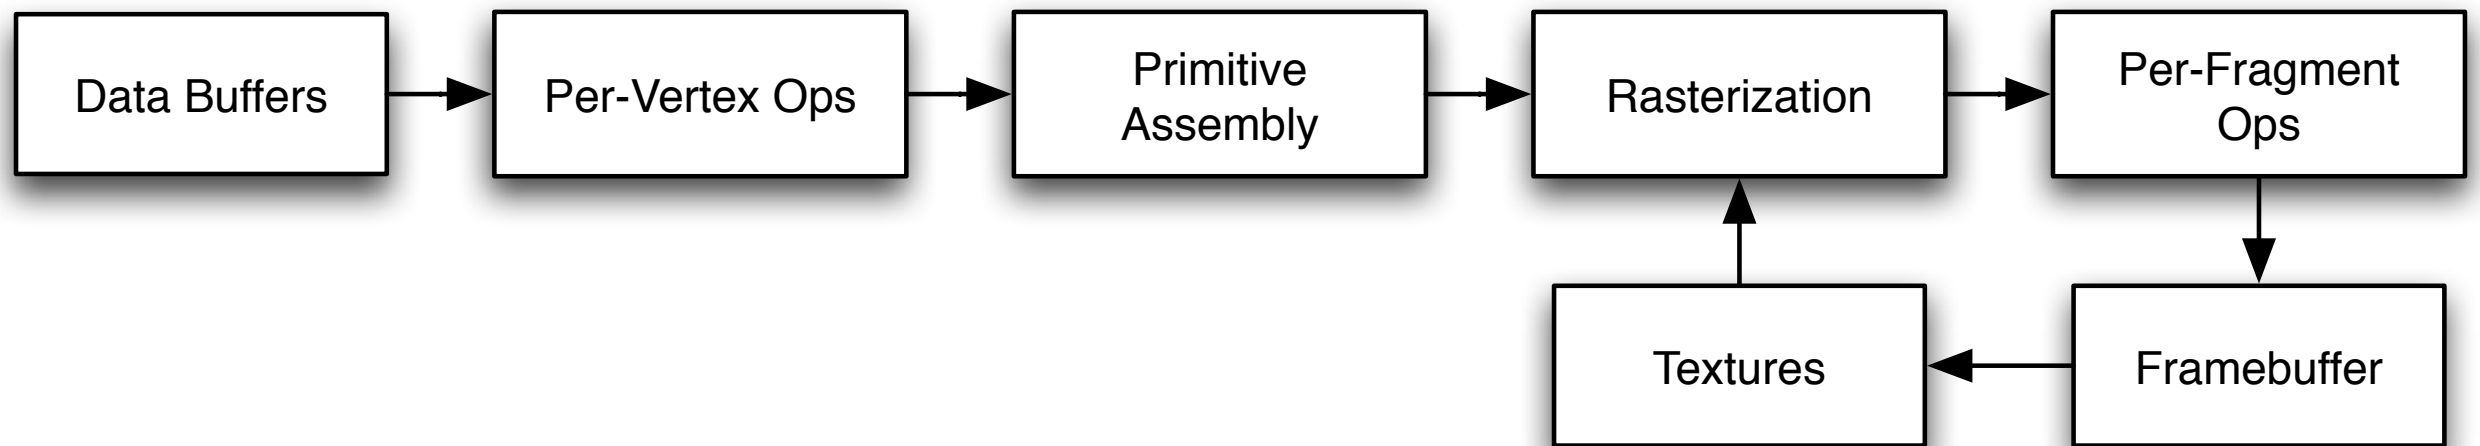 Data Buffers
Per-Vertex Ops
Primitive
Assembly
Rasterization
Per-Fragment
Ops
Textures
Framebuffer